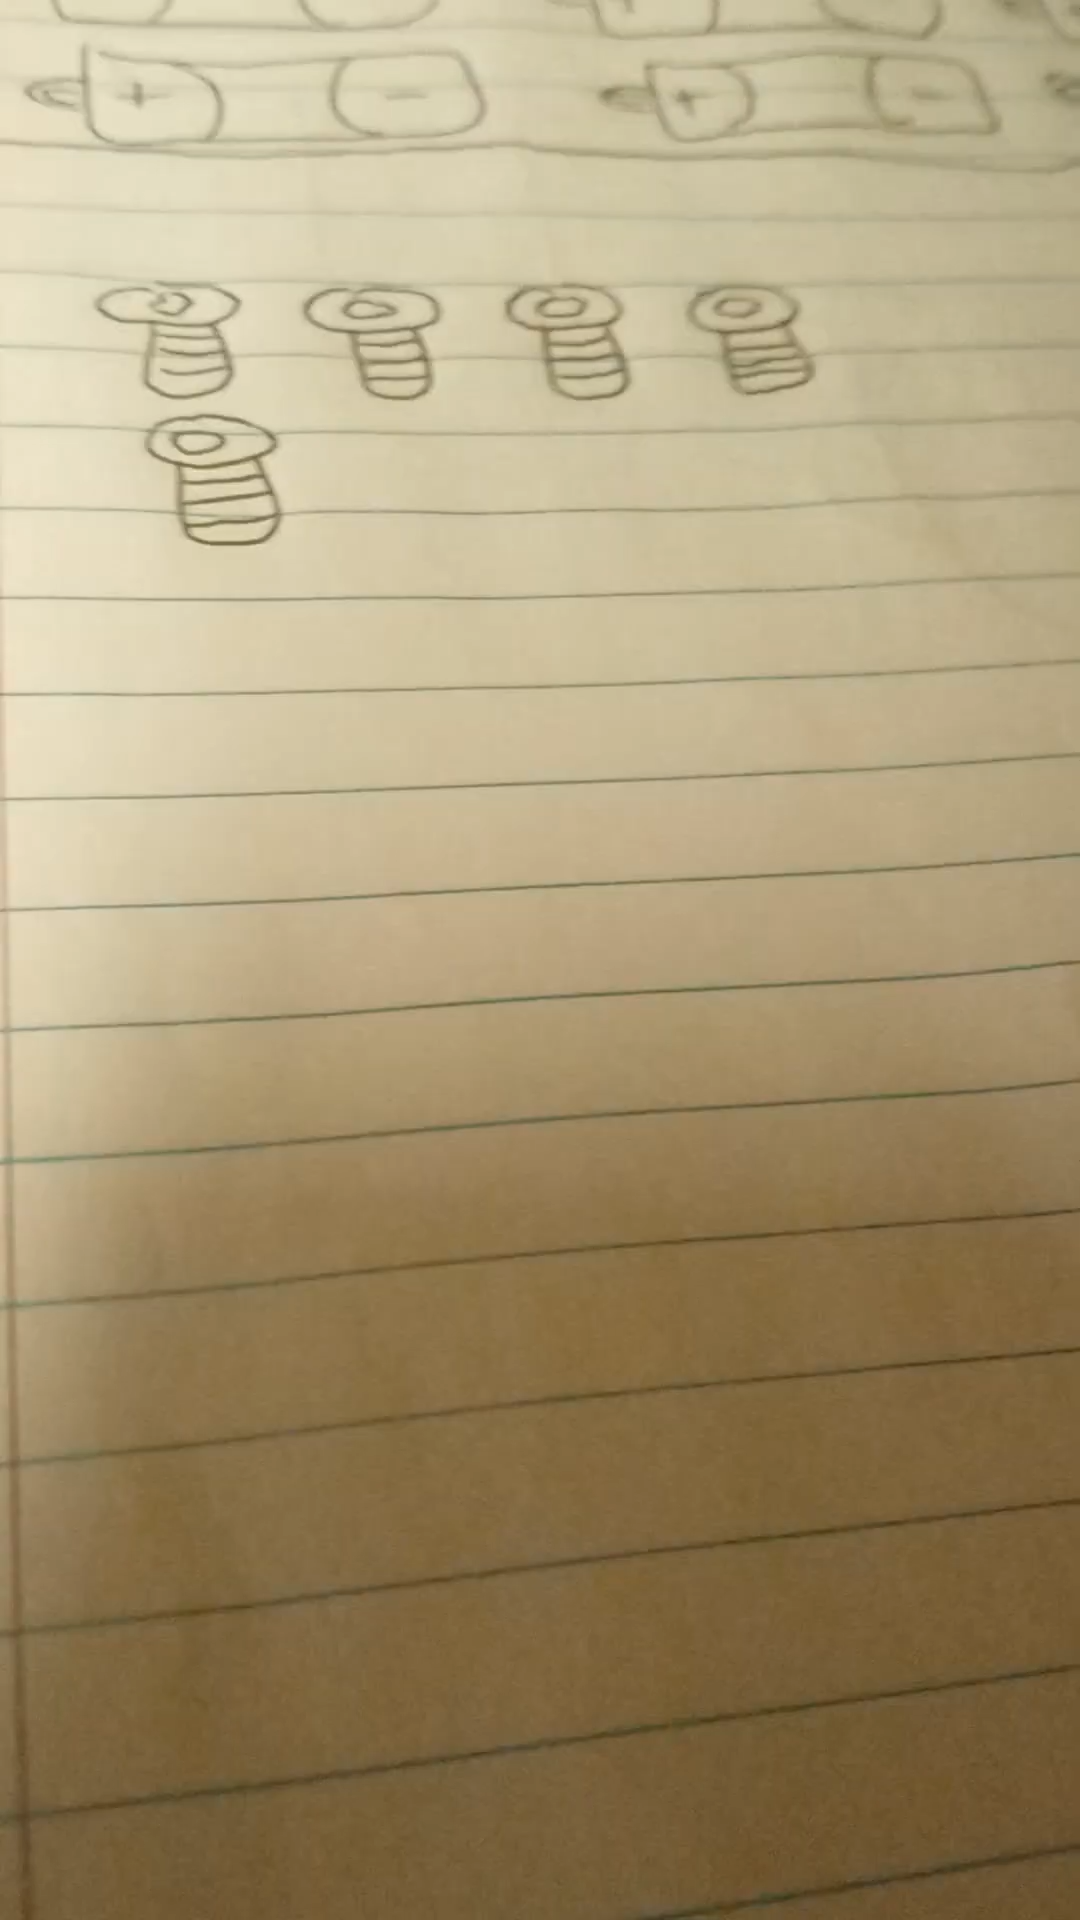 + - + -